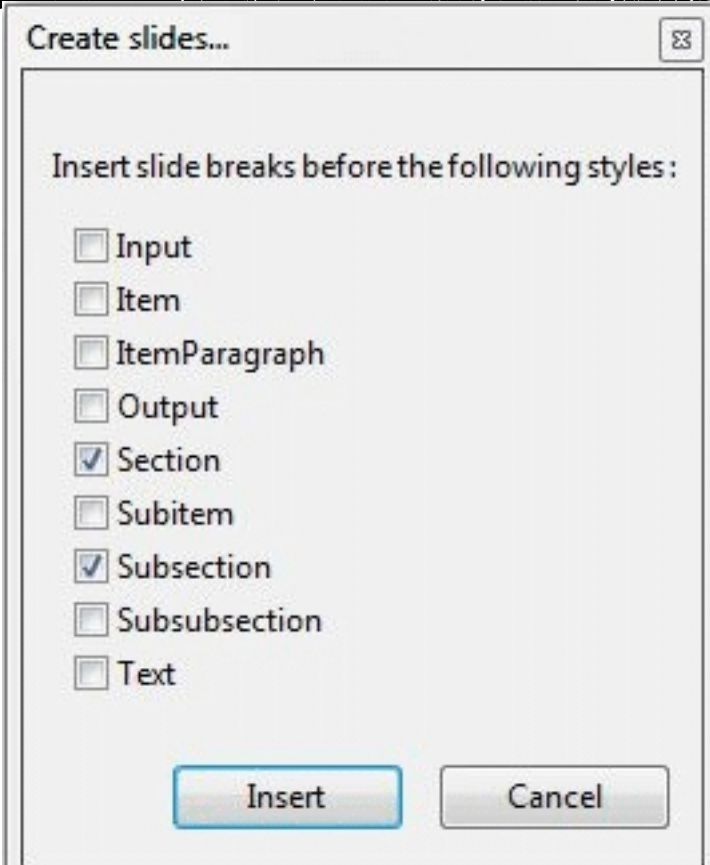 Create slides...
Insert slide breaks before the following styles:
Input
Item
ItemParagraph
Output
Section
Subitem
Subsection
Subsubsection
Text
Insert Cancel